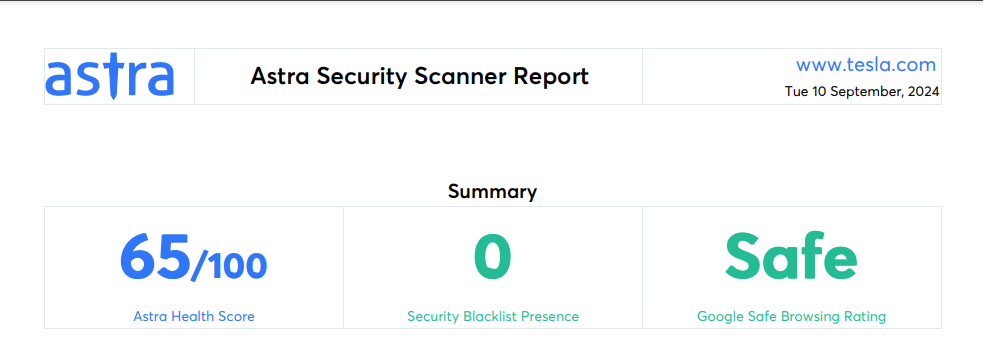 astra
Astra Security Scanner Report
www.tesla.com
Tue 10 September, 2024
Summary
65/100
0
Safe
Astra Health Score
Security Blacklist Presence
Google Safe Browsing Rating